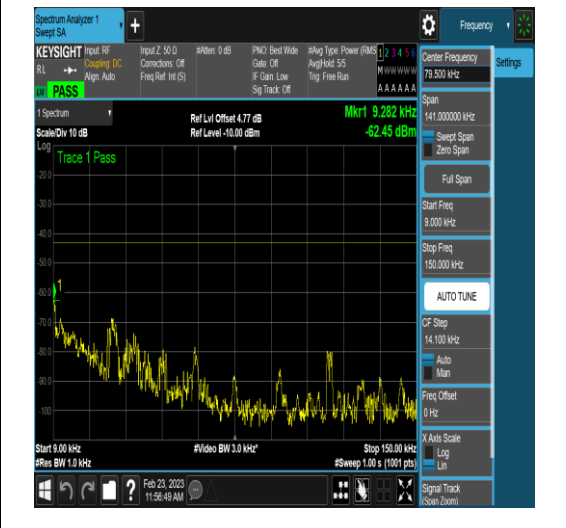 Spectrum Analyzer 1
Swept SA
+
Frequency
KEYSIGHT
RL
Input: RF
Coupling: DC
Align: Auto
Input Z: 50 Ω
Corrections: Off
Freq Ref: Int (S)
#Atten: 0 dB
PNO: Best Wide
Gate: Off
IF Gain: Low
Sig Track: Off
#Avg Type: Power (RMS
Avg|Hold: 5/5
Trig: Free Run
1 2 3 4 5 6
M w w w w w
A A A A A A
PASS
1 Spectrum
Scale/Div 10 dB
Ref Lvl Offset 4.77 dB
Ref Level -10.00 dBm
Mkr1 9.282 kHz
-62.45 dBm
Log
Trace 1 Pass
-20.0
-30.0
-40.0
-50.0
-60.0
-70.0
-80.0
-90.0
-100
1
Start 9.00 kHz
#Res BW 1.0 kHz
#Video BW 3.0 kHz*
Stop 150.00 kHz
#Sweep 1.00 s (1001 pts)
?
Feb 23, 2023
11:56:49 AM
Center Frequency
79.500 kHz
Settings
Span
141.000000 kHz
Swept Span
Zero Span
Full Span
Start Freq
9.000 kHz
Stop Freq
150.000 kHz
AUTO TUNE
CF Step
14.100 kHz
Auto
Man
Freq Offset
0 Hz
X Axis Scale
Log
Lin
Signal Track
(Span Zoom)